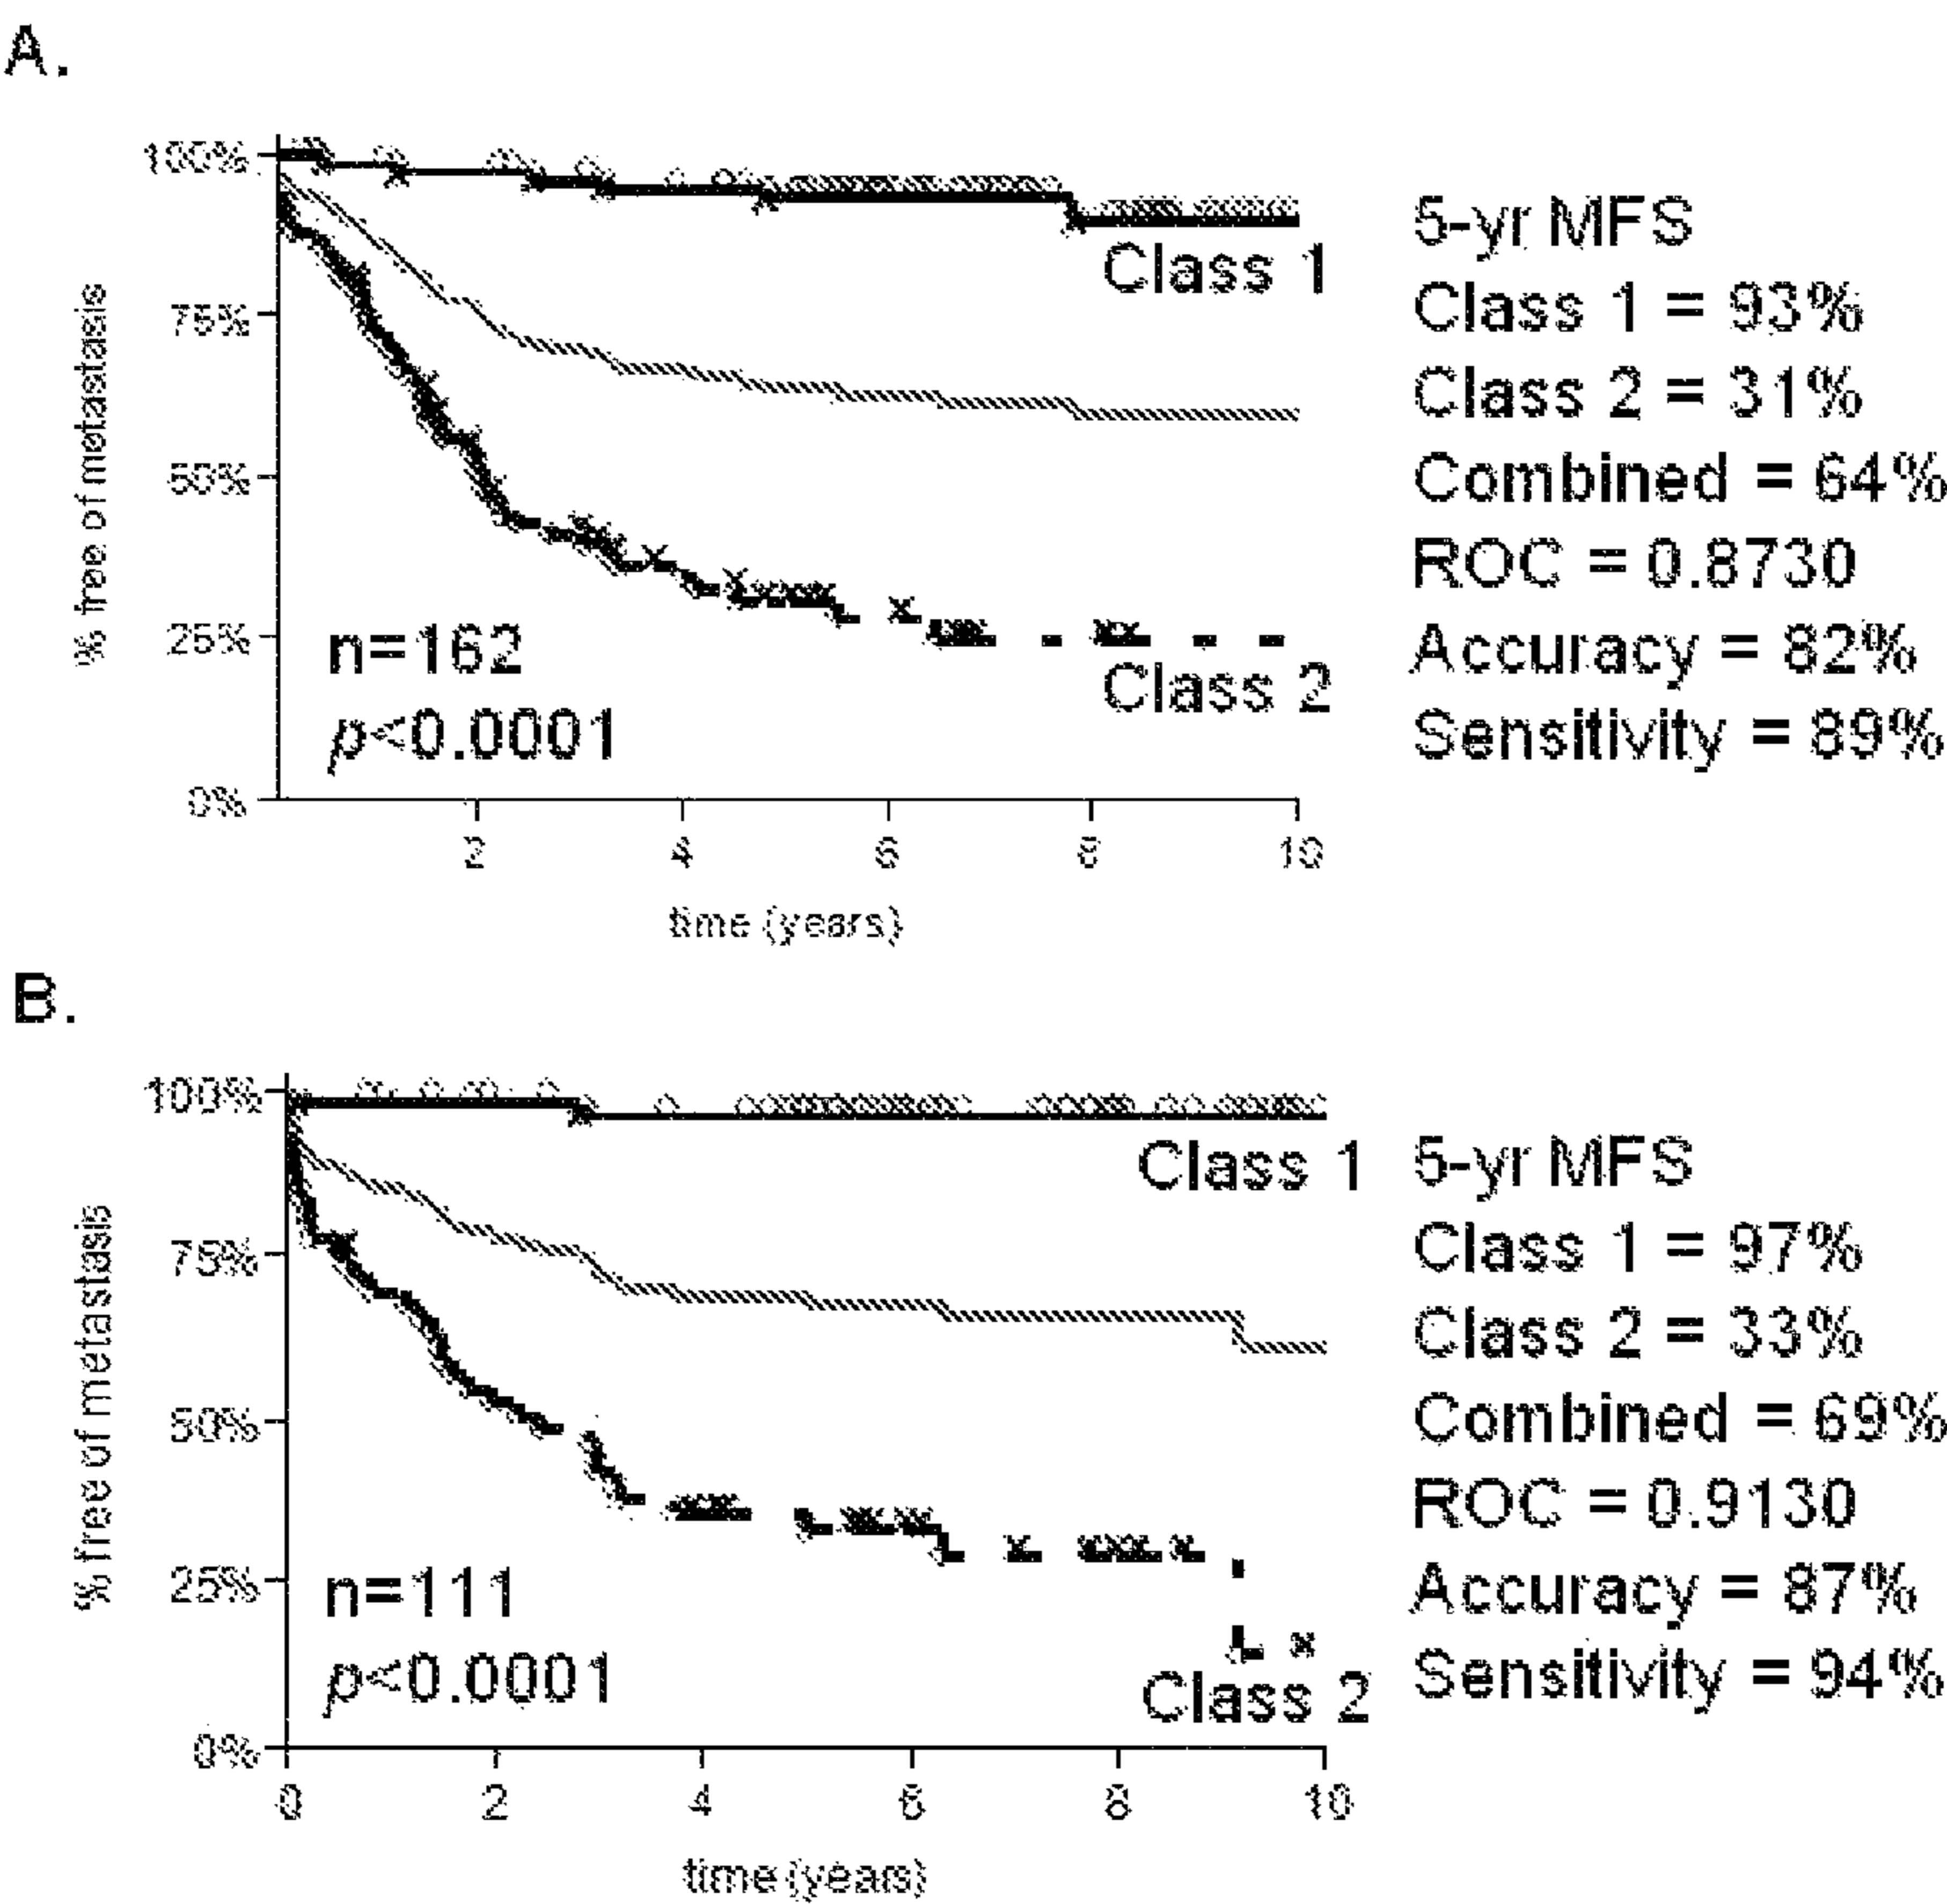 A.
100%
75%
50%
25%
0%
% free of metastasis
Class 1
Class 2
n=162
p<0.0001
2 4 6 8 10
time (years)
5-yr MFS
Class 1 = 93%
Class 2 = 31%
Combined = 64%
ROC = 0.8730
Accuracy = 82%
Sensitivity = 89%
B.
100%
75%
50%
25%
0%
% free of metastasis
Class 1
Class 2
n=111
p<0.0001
0 2 4 6 8 10
time (years)
5-yr MFS
Class 1 = 97%
Class 2 = 33%
Combined = 69%
ROC = 0.9130
Accuracy = 87%
Sensitivity = 94%